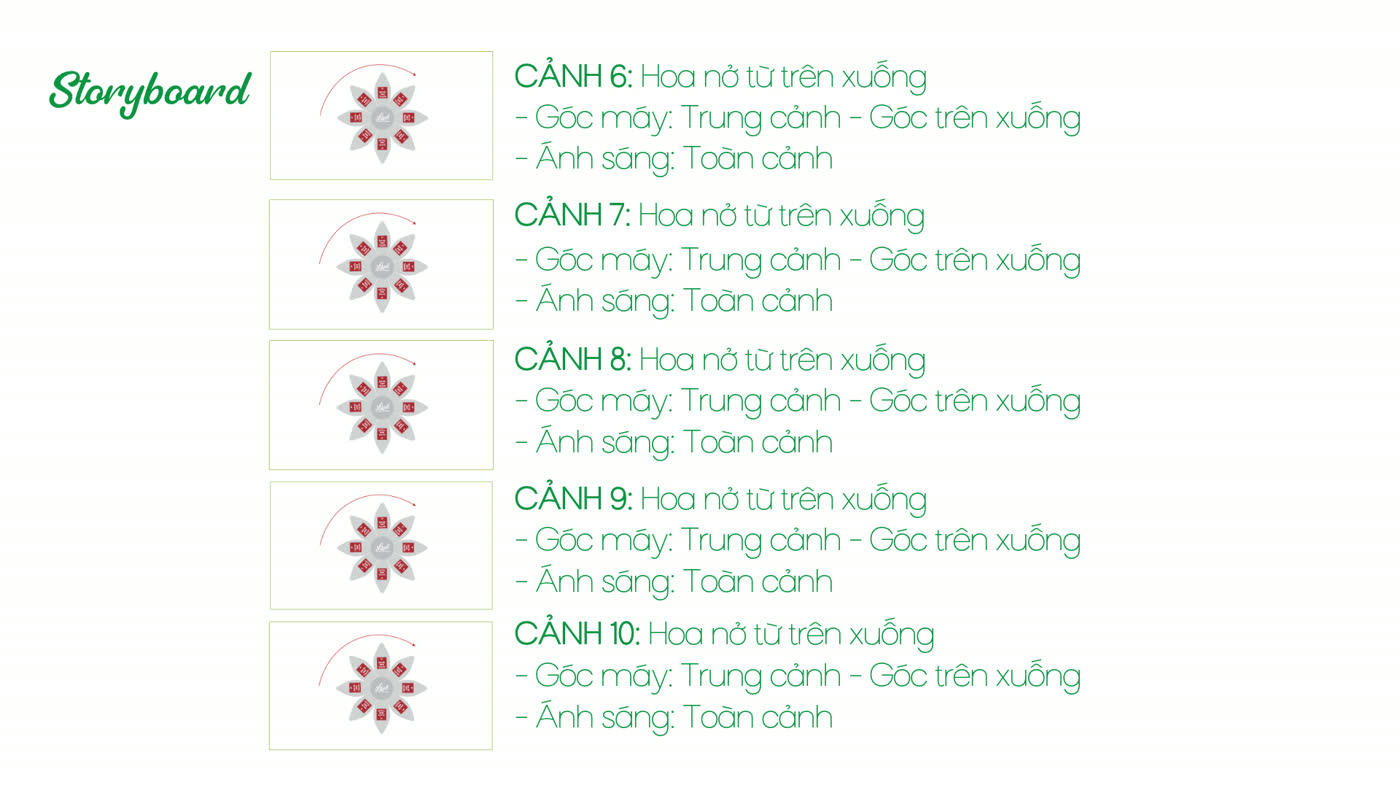 Storyboard
CẢNH 6: Hoa nở từ trên xuống
- Góc máy: Trung cảnh - Góc trên xuống
- Ánh sáng: Toàn cảnh
CẢNH 7: Hoa nở từ trên xuống
- Góc máy: Trung cảnh - Góc trên xuống
- Ánh sáng: Toàn cảnh
CẢNH 8: Hoa nở từ trên xuống
- Góc máy: Trung cảnh - Góc trên xuống
- Ánh sáng: Toàn cảnh
CẢNH 9: Hoa nở từ trên xuống
- Góc máy: Trung cảnh - Góc trên xuống
- Ánh sáng: Toàn cảnh
CẢNH 10: Hoa nở từ trên xuống
- Góc máy: Trung cảnh - Góc trên xuống
- Ánh sáng: Toàn cảnh